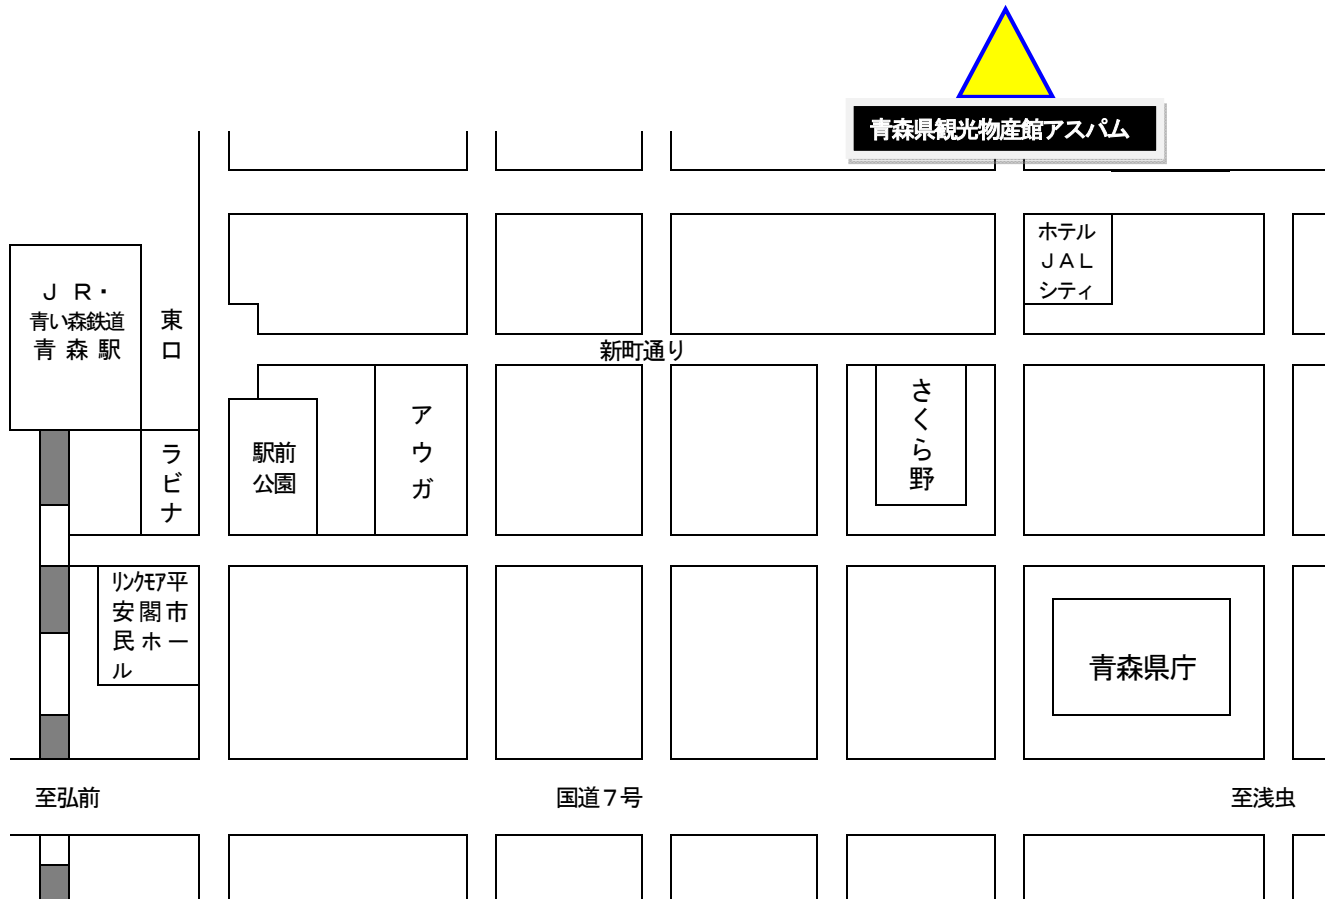 青森県観光物産館アスパム
ホテル
ＪＡＬ
シティ
ＪＲ・
青い森鉄道
青森駅
東口
新町通り
アウガ
さくら野
駅前
公園
ラビナ
リンクモア平
安閣市
民ホー
ル
青森県庁
至弘前
国道７号
至浅虫